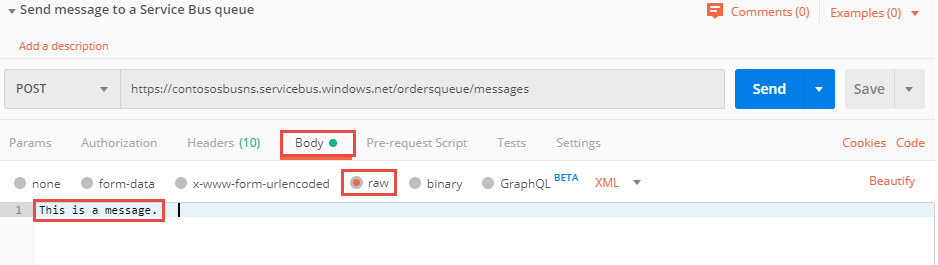 Send message to a Service Bus queue
Comments (0) Examples (0)
Add a description
POST https://contososbusns.servicebus.windows.net/ordersqueue/messages Send Save
Params Authorization Headers (10) Body Pre-request Script Tests Settings Cookies Code
none form-data x-www-form-urlencoded raw binary GraphQL BETA XML Beautify
1 This is a message.